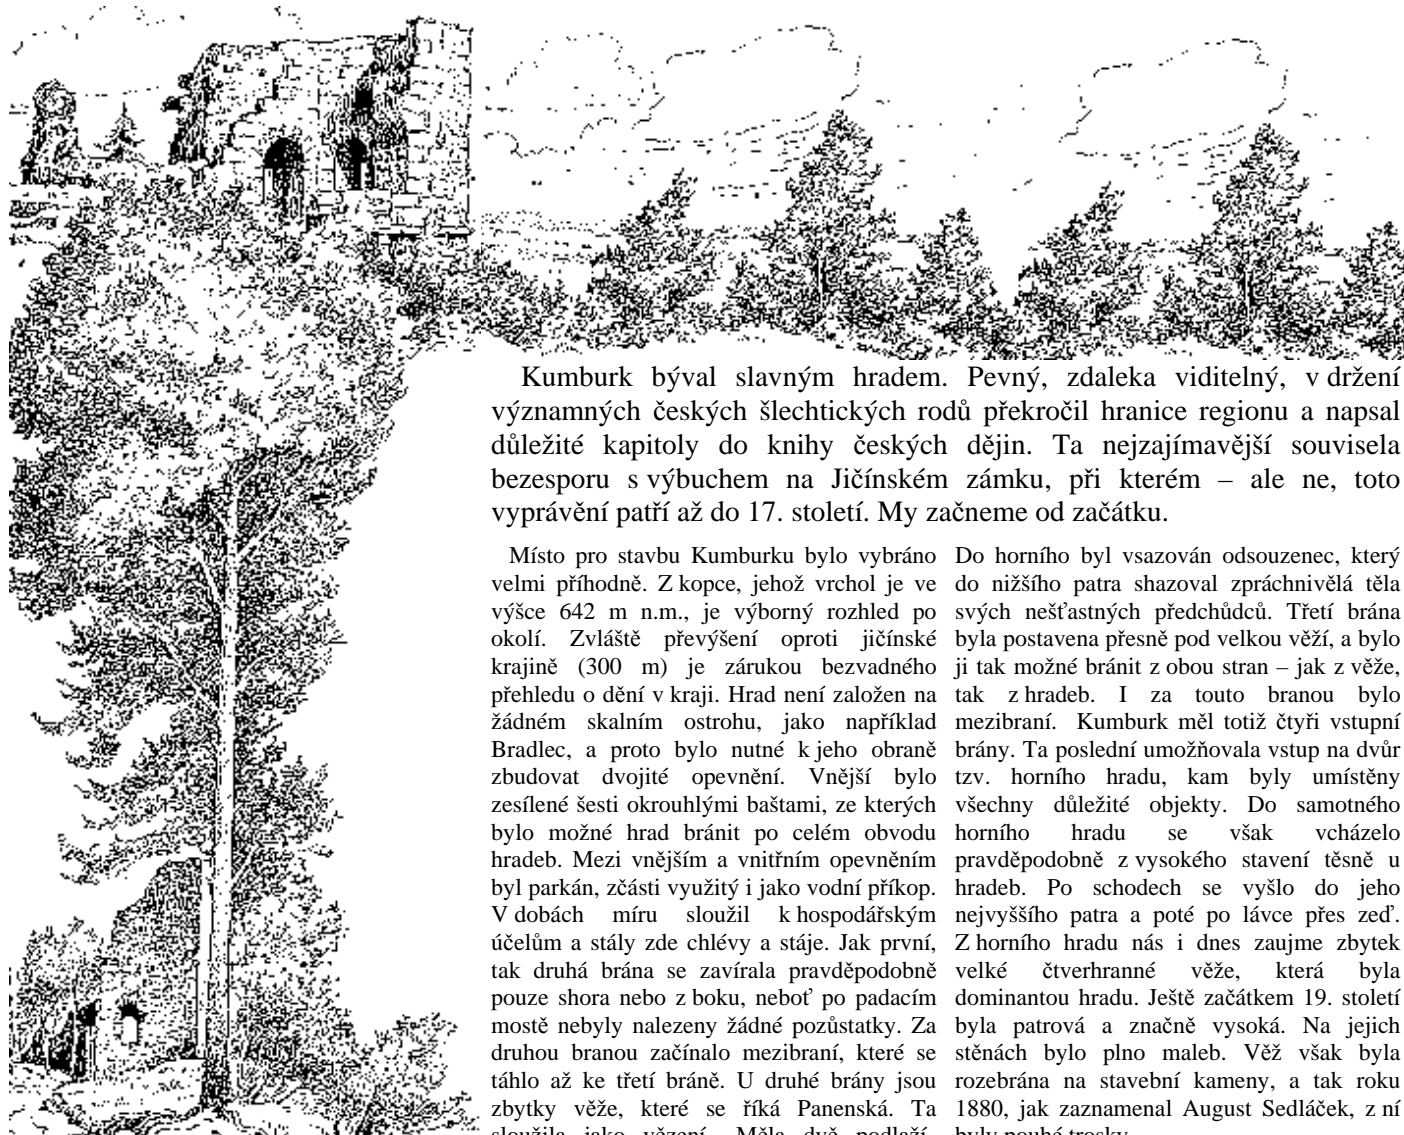 Kumburk býval slavným hradem. Pevný, zdaleka viditelný, v držení
významných českých šlechtických rodů překročil hranice regionu a napsal
důležité kapitoly do knihy českých dějin. Ta nejzajímavější souvisela
bezesporu s výbuchem na Jičínském zámku, při kterém – ale ne, toto
vyprávění patří až do 17. století. My začneme od začátku.
Místo pro stavbu Kumburku bylo vybráno
velmi příhodně. Z kopce, jehož vrchol je ve
výšce 642 m n.m., je výborný rozhled po
okolí. Zvláště převýšení oproti jičínské
krajině (300 m) je zárukou bezvadného
přehledu o dění v kraji. Hrad není založen na
žádném skalním ostrohu, jako například
Bradlec, a proto bylo nutné k jeho obraně
zbudovat dvojité opevnění. Vnější bylo
zesílené šesti okrouhlými baštami, ze kterých
bylo možné hrad bránit po celém obvodu
hradeb. Mezi vnějším a vnitřním opevněním
byl parkán, zčásti využitý i jako vodní příkop.
V dobách míru sloužil k hospodářským
účelům a stály zde chlévy a stáje. Jak první,
tak druhá brána se zavírala pravděpodobně
pouze shora nebo z boku, neboť po padacím
mostě nebyly nalezeny žádné pozůstatky. Za
druhou branou začínalo mezibraní, které se
táhlo až ke třetí bráně. U druhé brány jsou
zbytky věže, které se říká Panenská. Ta
sloužila jako vězení. Měla dvě podlaží.
Do horního byl vsazován odsouzenec, který
do nižšího patra shazoval zpráchnivělá těla
svých nešťastných předchůdců. Třetí brána
byla postavena přesně pod velkou věží, a bylo
ji tak možné bránit z obou stran – jak z věže,
tak z hradeb. I za touto branou bylo
mezibraní. Kumburk měl totiž čtyři vstupní
brány. Ta poslední umožňovala vstup na dvůr
tzv. horního hradu, kam byly umístěny
všechny důležité objekty. Do samotného
horního hradu se však vcházelo
pravděpodobně z vysokého stavení těsně u
hradeb. Po schodech se vyšlo do jeho
nejvyššího patra a poté po lávce přes zeď.
Z horního hradu nás i dnes zaujme zbytek
velké čtverhranné věže, která byla
dominantou hradu. Ještě začátkem 19. století
byla patrová a značně vysoká. Na jejich
stěnách bylo plno maleb. Věž však byla
rozebrána na stavební kameny, a tak roku
1880, jak zaznamenal August Sedláček, z ní
byly pouhé trosky.